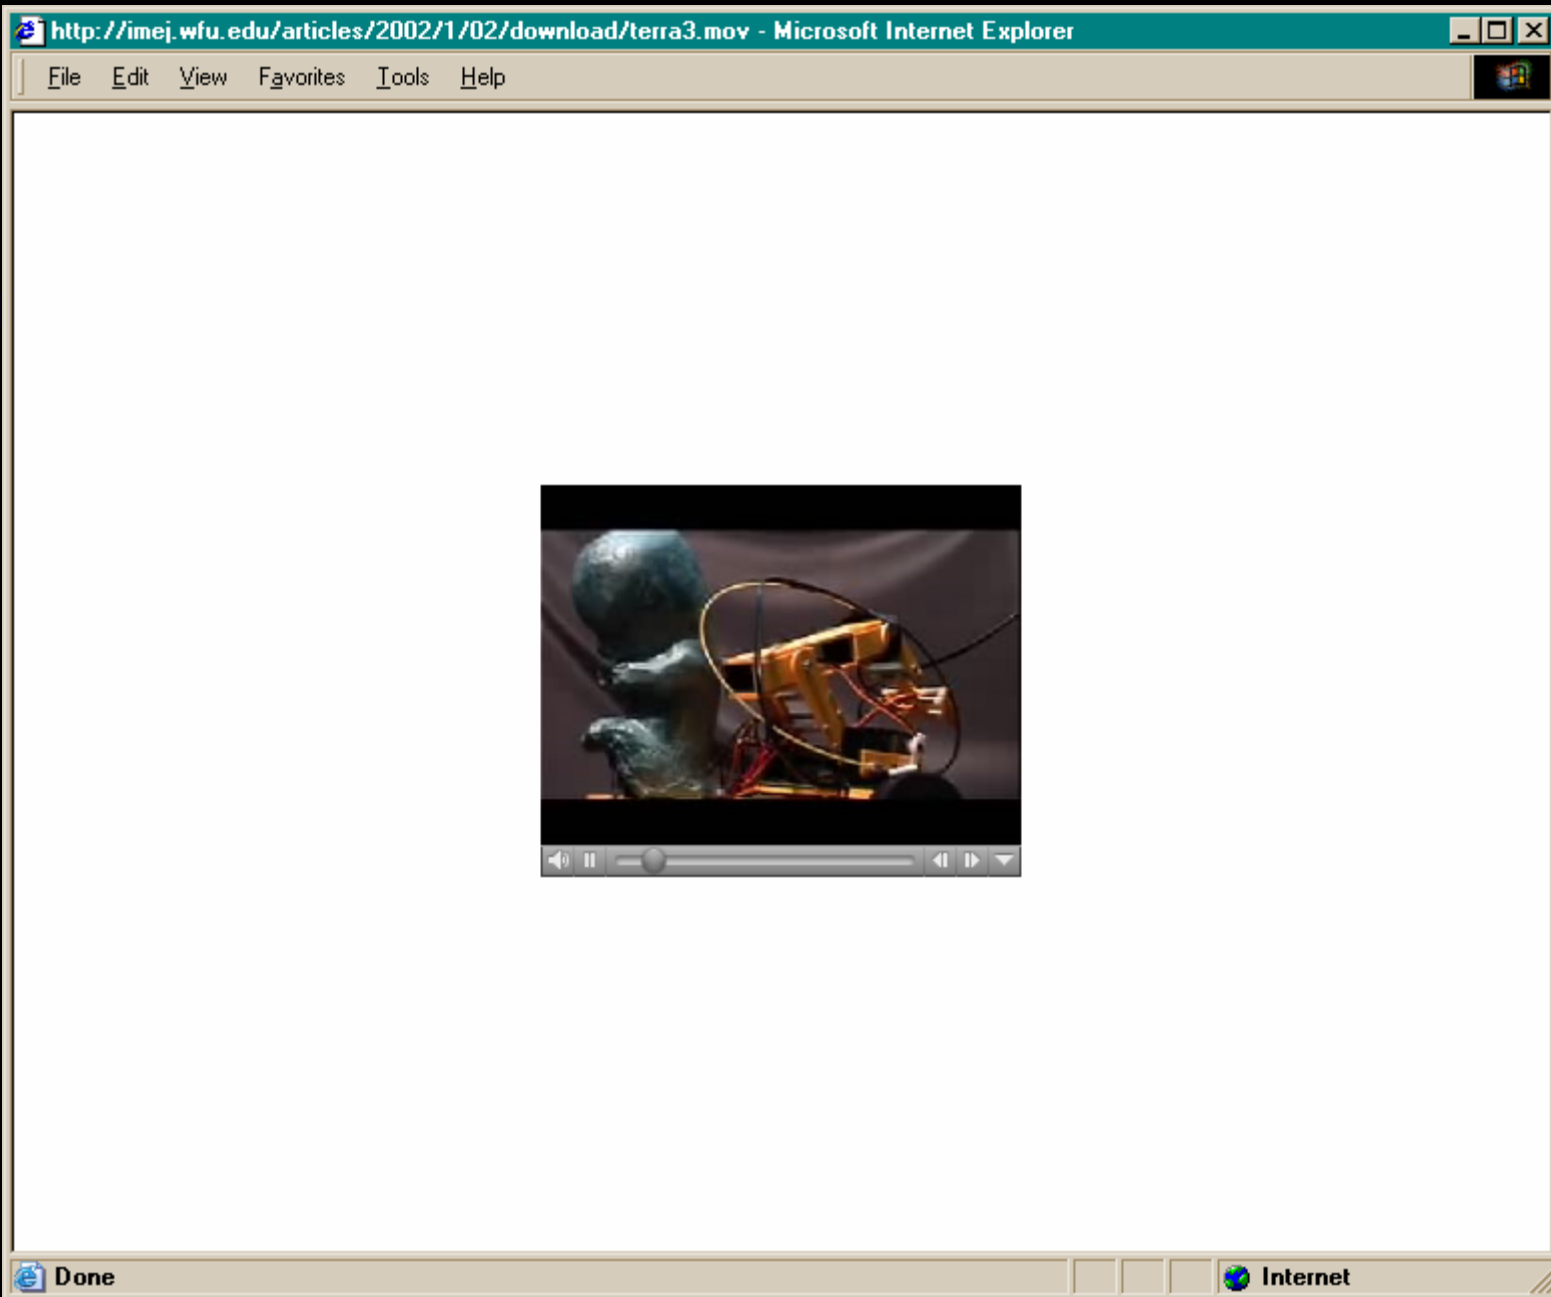 http://imej.wfu.edu/articles/2002/1/02/download/terra3.mov - Microsoft Internet Explorer
File Edit View Favorites Tools Help
Done Internet